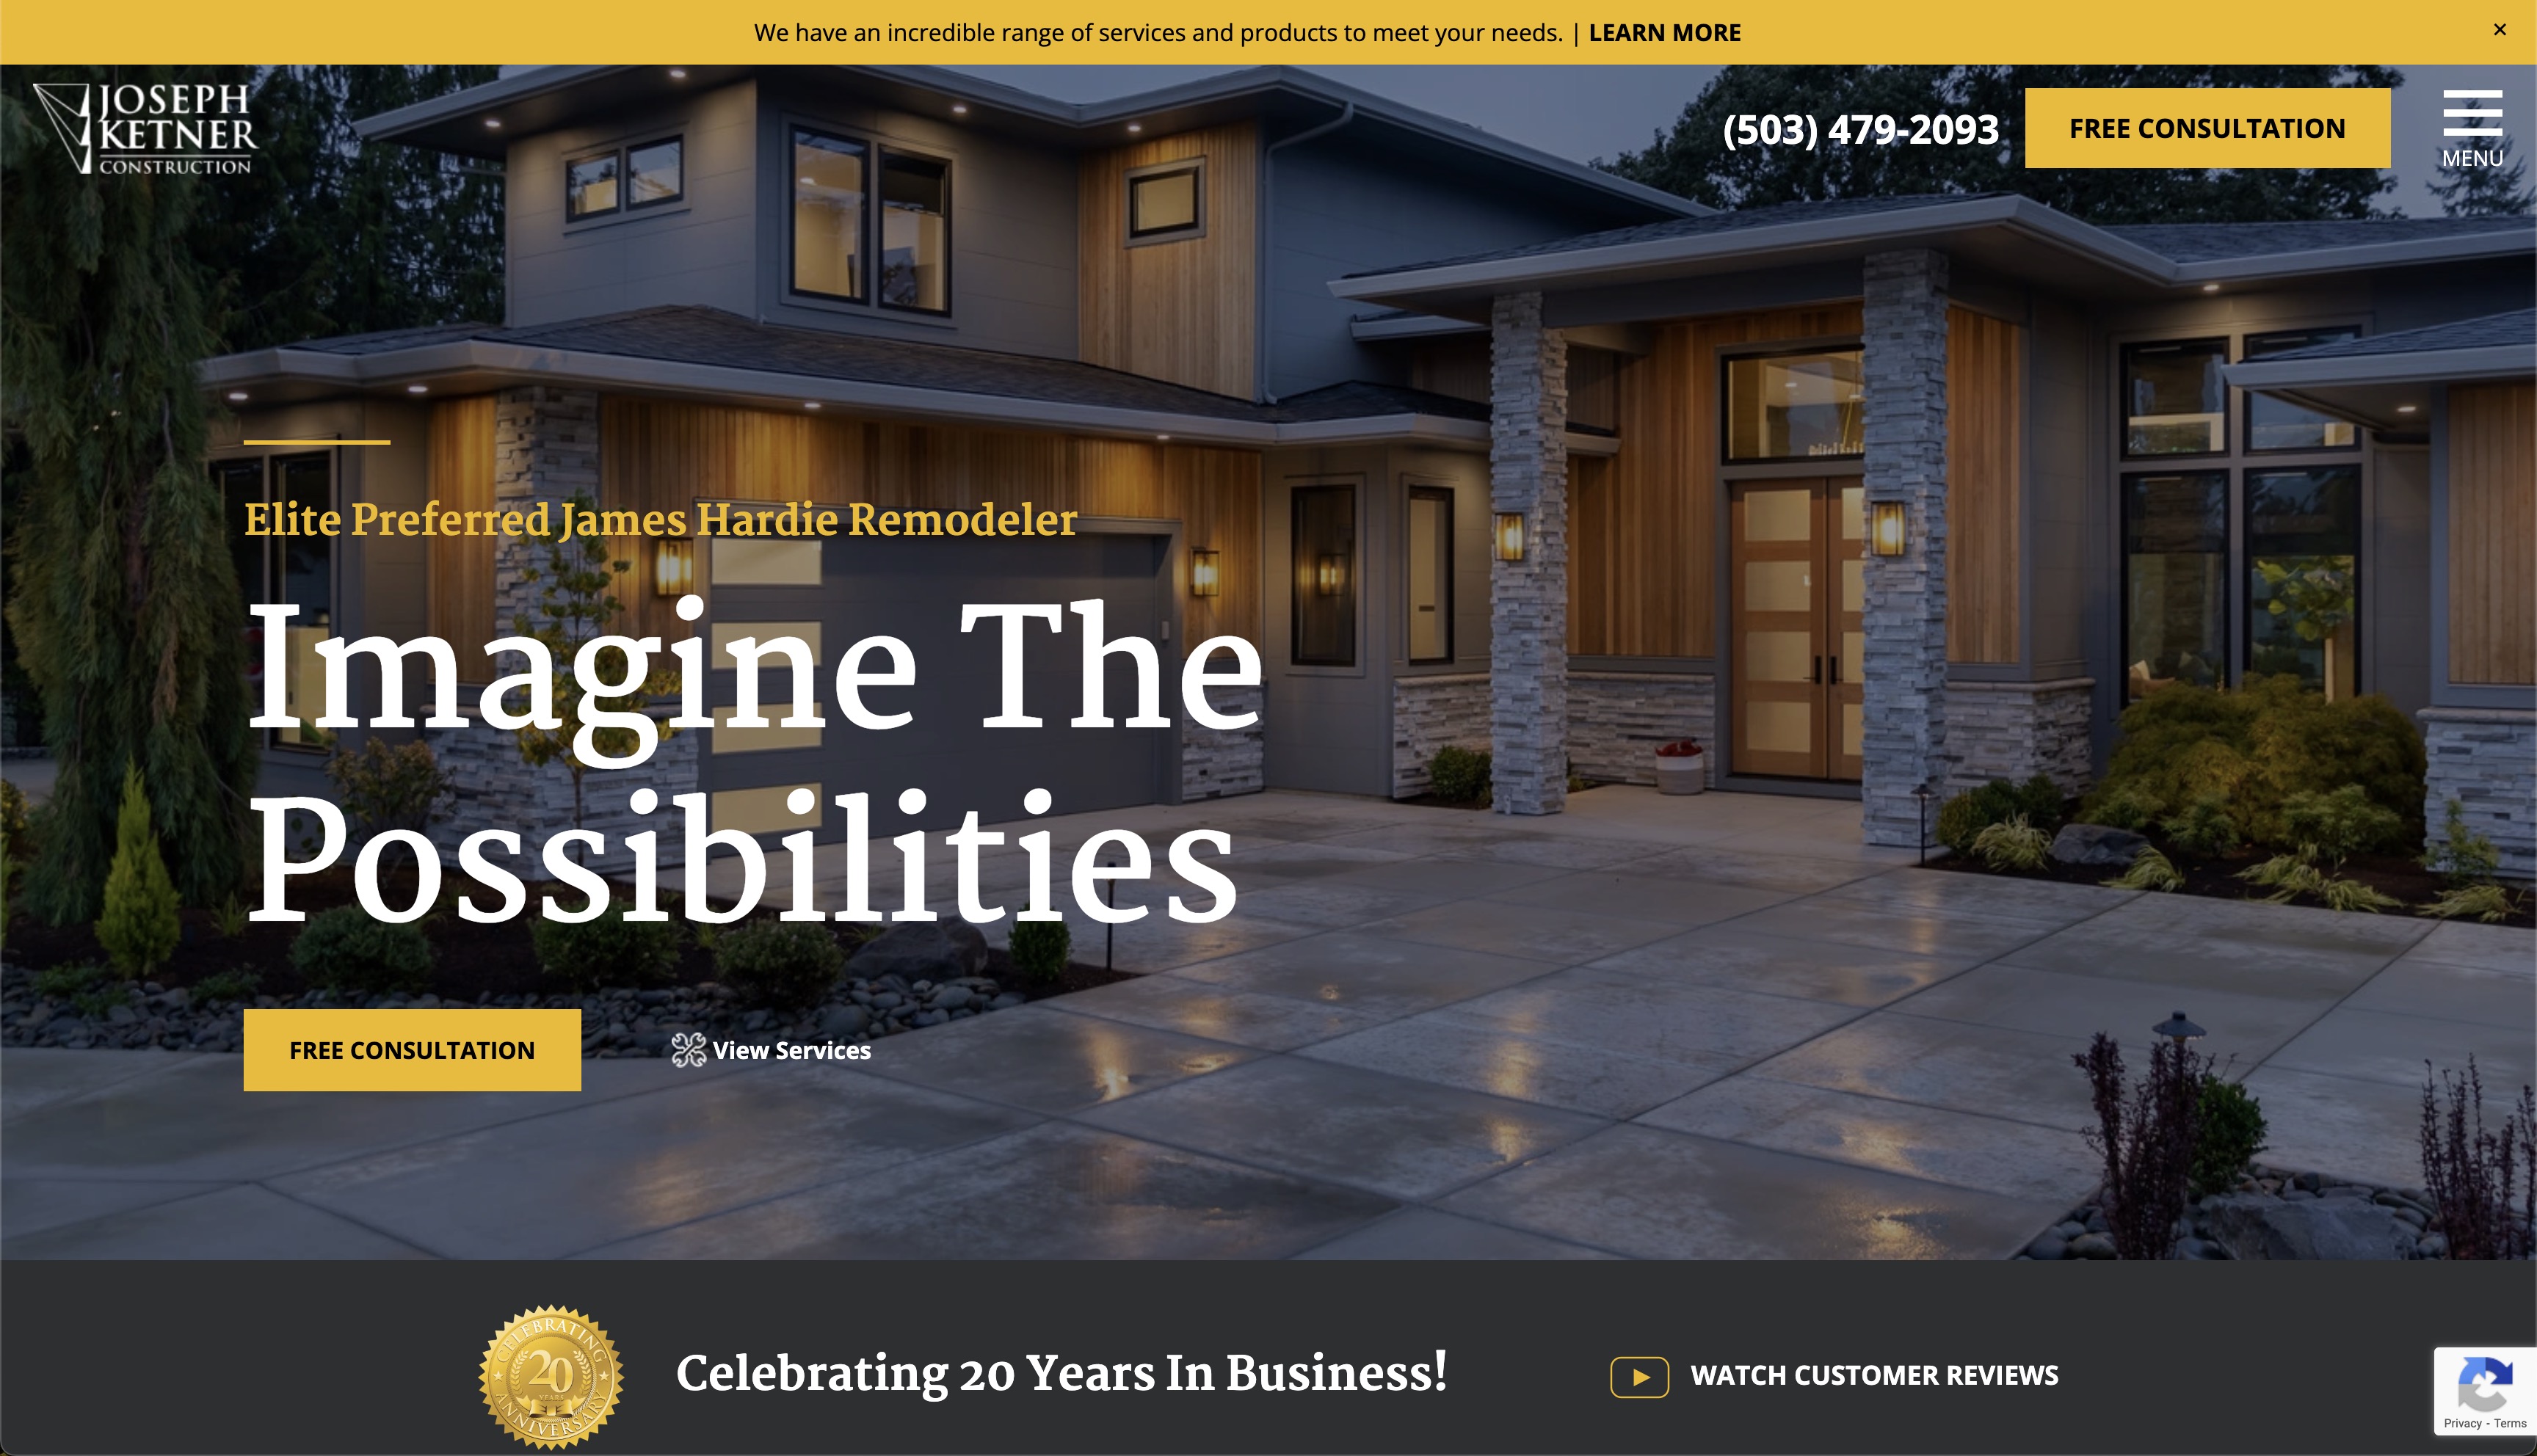 We have an incredible range of services and products to meet your needs. | LEARN MORE
×
JOSEPH
KETNER
CONSTRUCTION
(503) 479-2093
FREE CONSULTATION
MENU
Elite Preferred James Hardie Remodeler
Imagine The
Possibilities
FREE CONSULTATION
View Services
CELEBRATING
20
YEARS
ANNIVERSARY
Celebrating 20 Years In Business!
WATCH CUSTOMER REVIEWS
Privacy - Terms